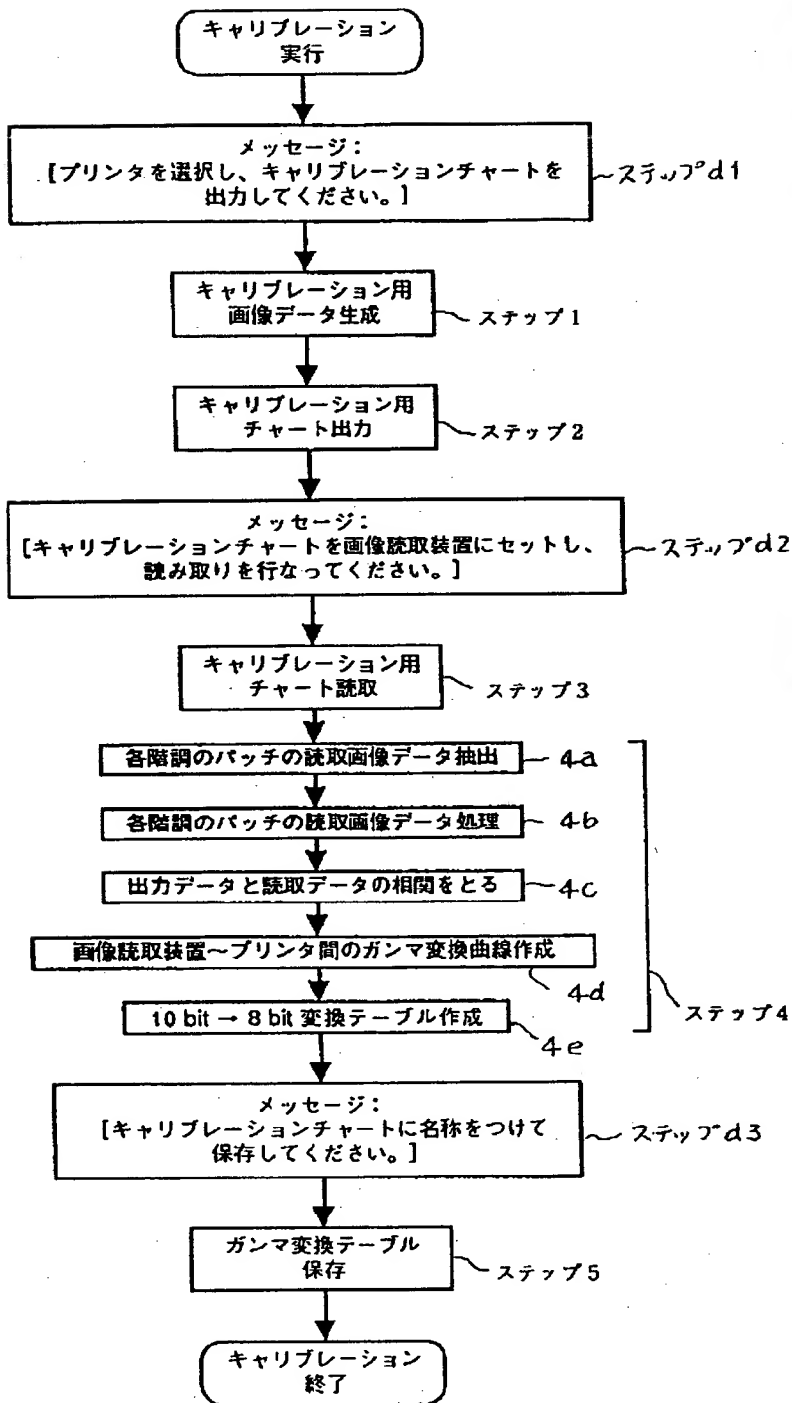 キャリブレーション
実行
メッセージ：
[プリンタを選択し、キャリブレーションチャートを
出力してください。]
ステップd1
キャリブレーション用
画像データ生成
ステップ1
キャリブレーション用
チャート出力
ステップ2
メッセージ：
[キャリブレーションチャートを画像読取装置にセットし、
読み取りを行なってください。]
ステップd2
キャリブレーション用
チャート読取
ステップ3
各階調のパッチの読取画像データ抽出
4a
各階調のパッチの読取画像データ処理
4b
出力データと読取データの相関をとる
4c
画像読取装置～プリンタ間のガンマ変換曲線作成
4d
10 bit → 8 bit 変換テーブル作成
4e
ステップ4
メッセージ：
[キャリブレーションチャートに名称をつけて
保存してください。]
ステップd3
ガンマ変換テーブル
保存
ステップ5
キャリブレーション
終了